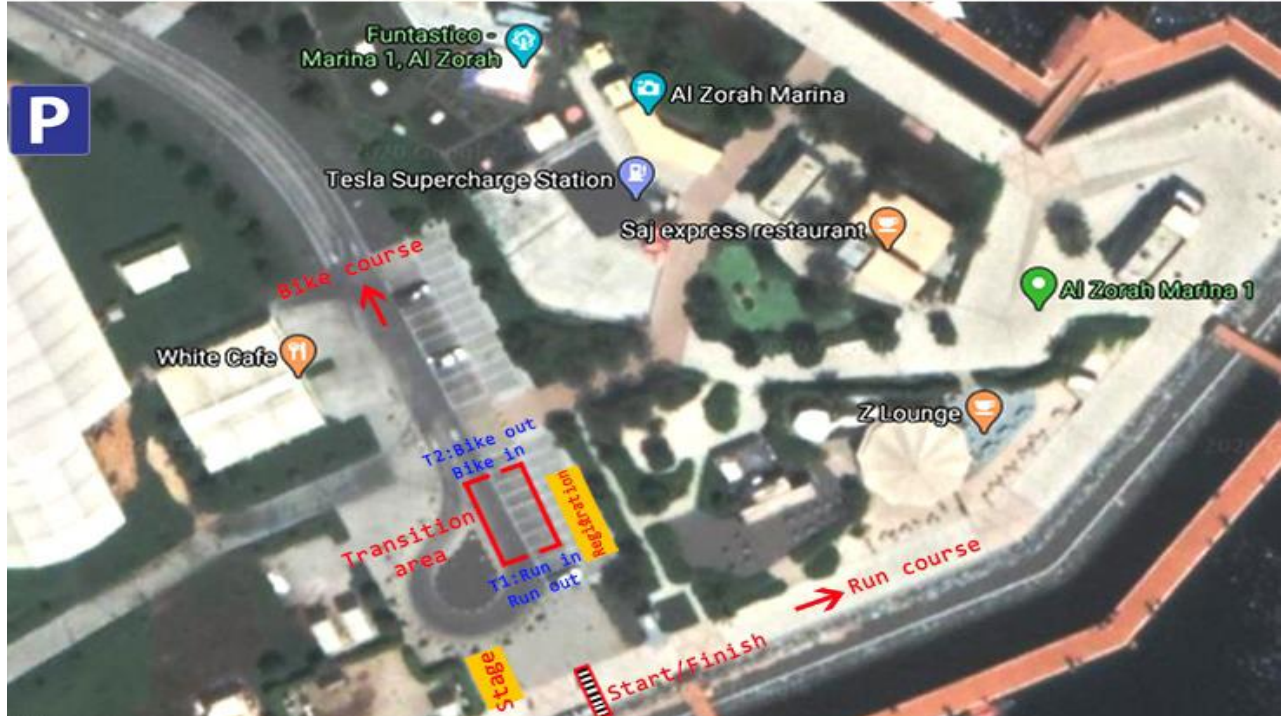 Funtastico -
Marina 1, Al Zorah
P
Al Zorah Marina
Tesla Supercharge Station
Saj express restaurant
Bike course
Al Zorah Marina 1
White Cafe
Z Lounge
T2:Bike out
Bike in
Transition
area
Registration
T1:Run in
Run out
Run course
Stage
Start/Finish